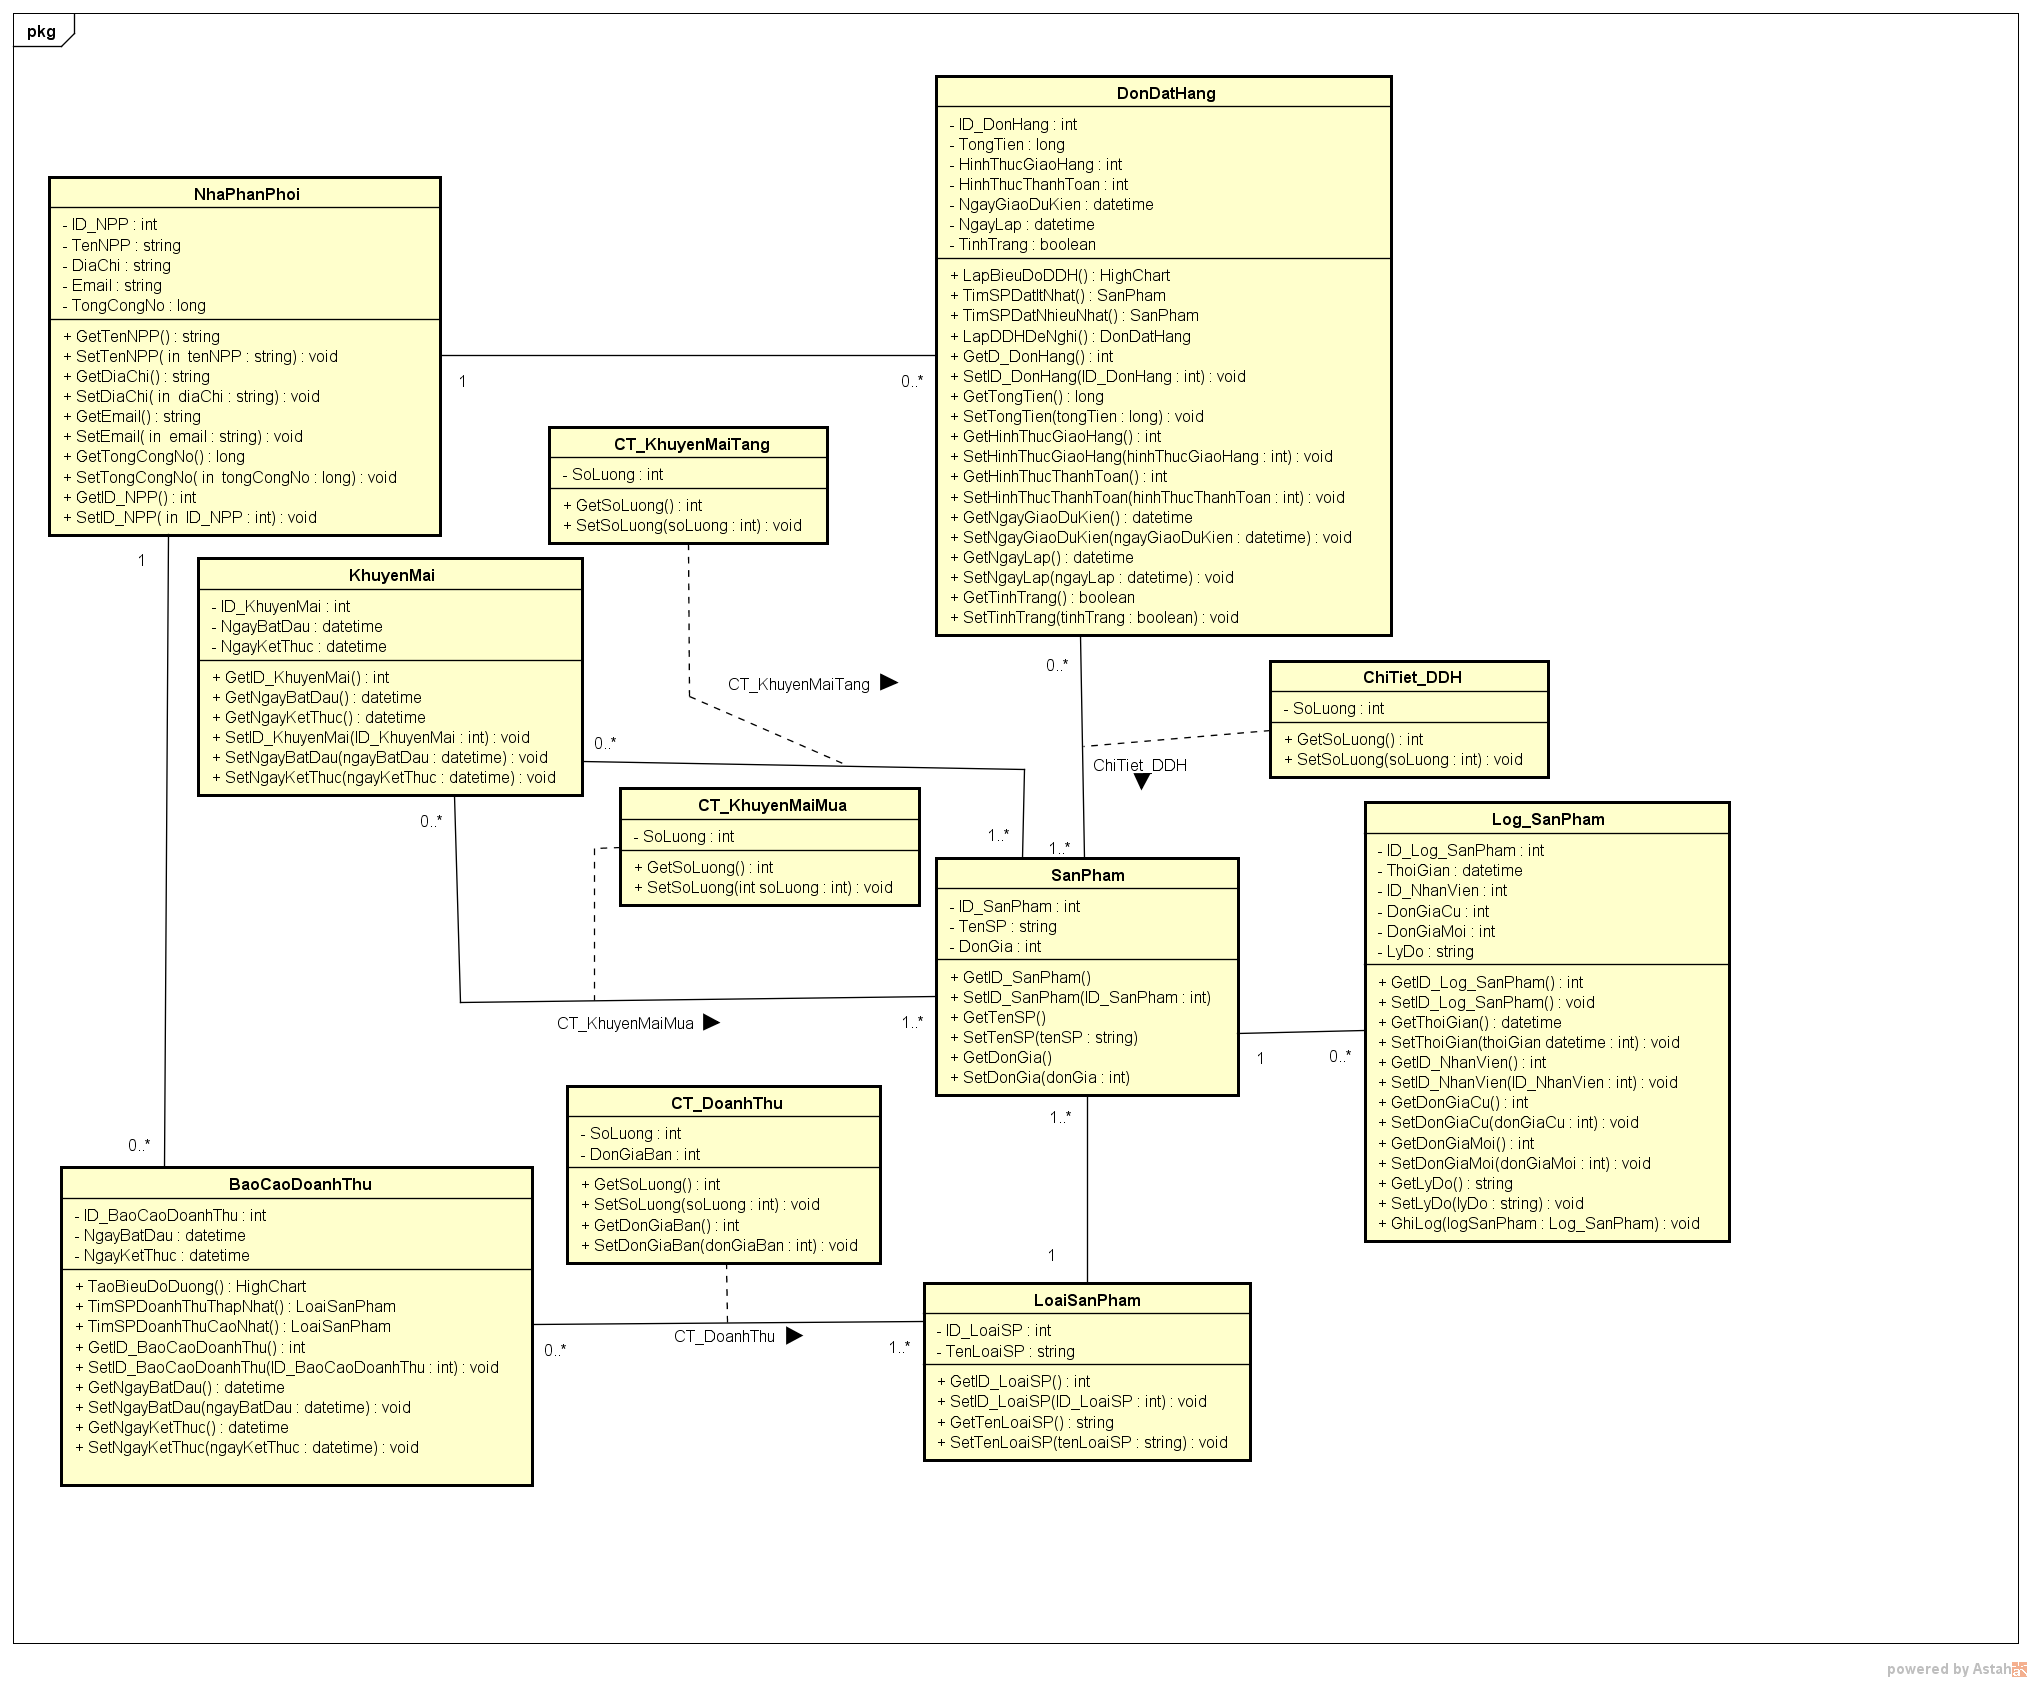 pkg
DonDatHang
- ID_DonHang : int
- TongTien : long
- HinhThucGiaoHang : int
- HinhThucThanhToan : int
- NgayGiaoDuKien : datetime
- NgayLap : datetime
- TinhTrang : boolean
+ LapBieuDoDDH() : HighChart
+ TimSPDatItNhat() : SanPham
+ TimSPDatNhieuNhat() : SanPham
+ LapDDHDeNghi() : DonDatHang
+ GetD_DonHang() : int
+ SetID_DonHang(ID_DonHang : int) : void
+ GetTongTien() : long
+ SetTongTien(tongTien : long) : void
+ GetHinhThucGiaoHang() : int
+ SetHinhThucGiaoHang(hinhThucGiaoHang : int) : void
+ GetHinhThucThanhToan() : int
+ SetHinhThucThanhToan(hinhThucThanhToan : int) : void
+ GetNgayGiaoDuKien() : datetime
+ SetNgayGiaoDuKien(ngayGiaoDuKien : datetime) : void
+ GetNgayLap() : datetime
+ SetNgayLap(ngayLap : datetime) : void
+ GetTinhTrang() : boolean
+ SetTinhTrang(tinhTrang : boolean) : void
NhaPhanPhoi
- ID_NPP : int
- TenNPP : string
- DiaChi : string
- Email : string
- TongCongNo : long
+ GetTenNPP() : string
+ SetTenNPP( in tenNPP : string) : void
+ GetDiaChi() : string
+ SetDiaChi( in diaChi : string) : void
+ GetEmail() : string
+ SetEmail( in email : string) : void
+ GetTongCongNo() : long
+ SetTongCongNo( in tongCongNo : long) : void
+ GetID_NPP() : int
+ SetID_NPP( in ID_NPP : int) : void
1
0..*
CT_KhuyenMaiTang
- SoLuong : int
+ GetSoLuong() : int
+ SetSoLuong(soLuong : int) : void
1
KhuyenMai
- ID_KhuyenMai : int
- NgayBatDau : datetime
- NgayKetThuc : datetime
+ GetID_KhuyenMai() : int
+ GetNgayBatDau() : datetime
+ GetNgayKetThuc() : datetime
+ SetID_KhuyenMai(ID_KhuyenMai : int) : void
+ SetNgayBatDau(ngayBatDau : datetime) : void
+ SetNgayKetThuc(ngayKetThuc : datetime) : void
CT_KhuyenMaiTang
0..*
0..*
ChiTiet_DDH
- SoLuong : int
+ GetSoLuong() : int
+ SetSoLuong(soLuong : int) : void
ChiTiet_DDH
0..*
CT_KhuyenMaiMua
- SoLuong : int
+ GetSoLuong() : int
+ SetSoLuong(int soLuong : int) : void
1..*
1..*
SanPham
- ID_SanPham : int
- TenSP : string
- DonGia : int
+ GetID_SanPham()
+ SetID_SanPham(ID_SanPham : int)
+ GetTenSP()
+ SetTenSP(tenSP : string)
+ GetDonGia()
+ SetDonGia(donGia : int)
Log_SanPham
- ID_Log_SanPham : int
- ThoiGian : datetime
- ID_NhanVien : int
- DonGiaCu : int
- DonGiaMoi : int
- LyDo : string
+ GetID_Log_SanPham() : int
+ SetID_Log_SanPham() : void
+ GetThoiGian() : datetime
+ SetThoiGian(thoiGian datetime : int) : void
+ GetID_NhanVien() : int
+ SetID_NhanVien(ID_NhanVien : int) : void
+ GetDonGiaCu() : int
+ SetDonGiaCu(donGiaCu : int) : void
+ GetDonGiaMoi() : int
+ SetDonGiaMoi(donGiaMoi : int) : void
+ GetLyDo() : string
+ SetLyDo(lyDo : string) : void
+ GhiLog(logSanPham : Log_SanPham) : void
CT_KhuyenMaiMua
1..*
1
0..*
CT_DoanhThu
- SoLuong : int
- DonGiaBan : int
+ GetSoLuong() : int
+ SetSoLuong(soLuong : int) : void
+ GetDonGiaBan() : int
+ SetDonGiaBan(donGiaBan : int) : void
1..*
1
0..*
BaoCaoDoanhThu
- ID_BaoCaoDoanhThu : int
- NgayBatDau : datetime
- NgayKetThuc : datetime
+ TaoBieuDoDuong() : HighChart
+ TimSPDoanhThuThapNhat() : LoaiSanPham
+ TimSPDoanhThuCaoNhat() : LoaiSanPham
+ GetID_BaoCaoDoanhThu() : int
+ SetID_BaoCaoDoanhThu(ID_BaoCaoDoanhThu : int) : void
+ GetNgayBatDau() : datetime
+ SetNgayBatDau(ngayBatDau : datetime) : void
+ GetNgayKetThuc() : datetime
+ SetNgayKetThuc(ngayKetThuc : datetime) : void
CT_DoanhThu
0..*
1..*
LoaiSanPham
- ID_LoaiSP : int
- TenLoaiSP : string
+ GetID_LoaiSP() : int
+ SetID_LoaiSP(ID_LoaiSP : int) : void
+ GetTenLoaiSP() : string
+ SetTenLoaiSP(tenLoaiSP : string) : void
powered by Astah